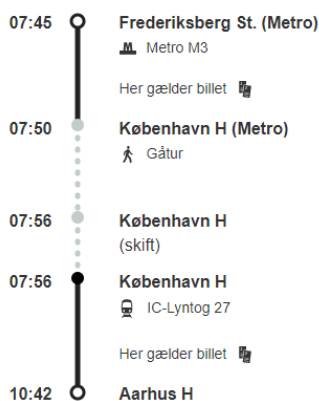 07:45 Frederiksberg St. (Metro)
Metro M3
Her gælder billet
07:50 København H (Metro)
Gåtur
07:56 København H
(skift)
07:56 København H
IC-Lyntog 27
Her gælder billet
10:42 Aarhus H